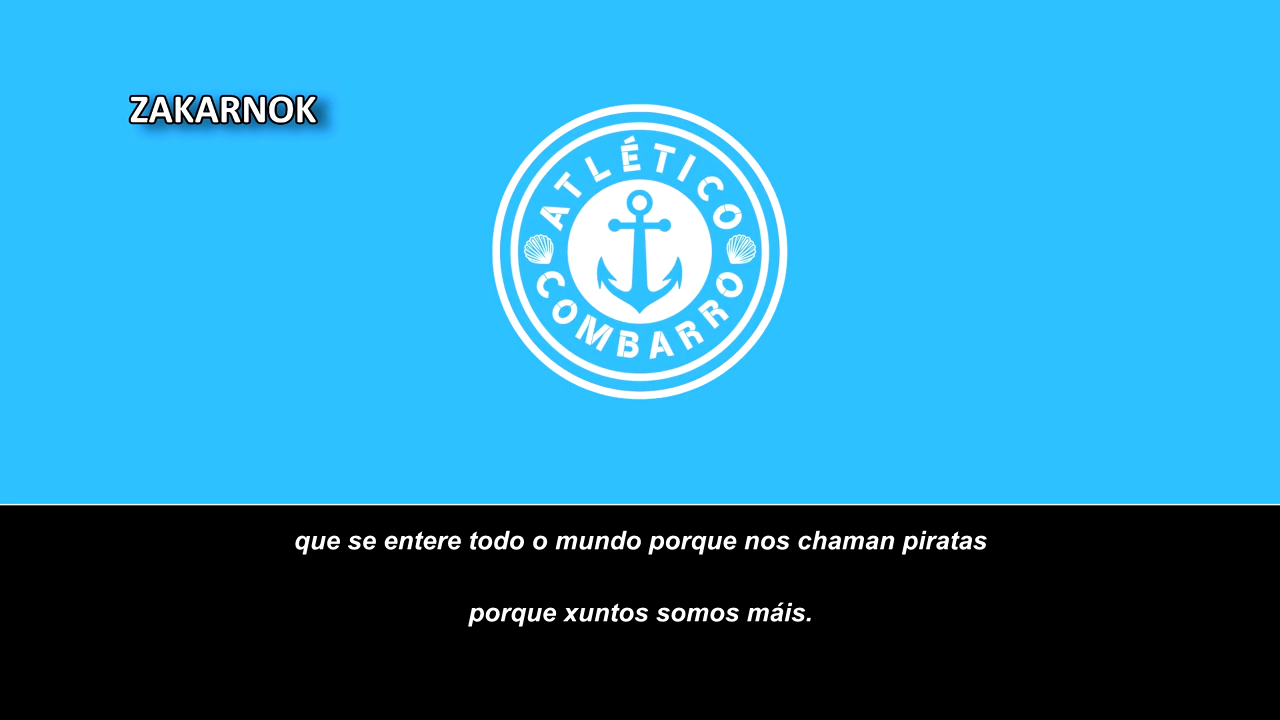 ZAKARNOK
ATLÉTICO
COMBARRO
que se entere todo o mundo porque nos chaman piratas
porque xuntos somos máis.